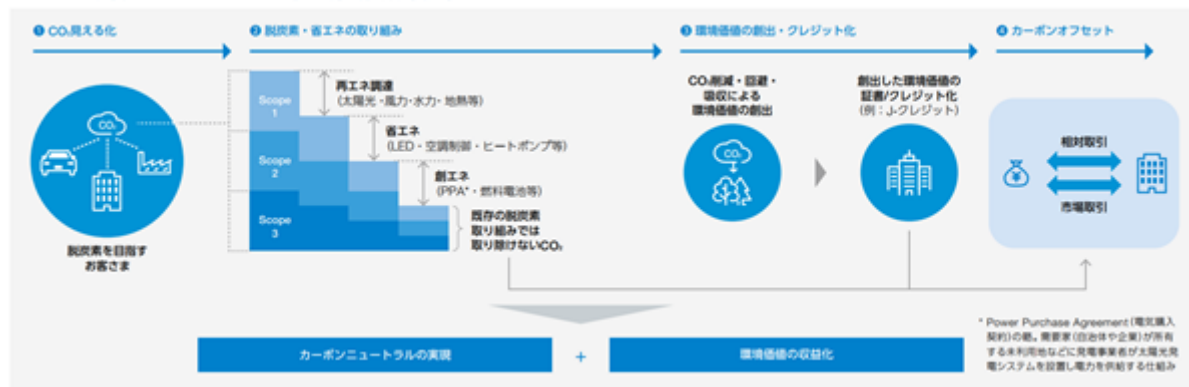 ❶ CO₂見える化
❷ 脱炭素・省エネの取り組み
❸ 環境価値の創出・クレジット化
❹ カーボンオフセット
CO₂
脱炭素を目指す
お客さま
Scope
1
Scope
2
Scope
3
再エネ調達
(太陽光・風力・水力・地熱等)
省エネ
(LED・空調制御・ヒートポンプ等)
創エネ
(PPA*・燃料電池等)
既存の脱炭素
取り組みでは
取り除けないCO₂
CO₂削減・回避・
吸収による
環境価値の創出
CO₂
創出した環境価値の
証書/クレジット化
(例：J-クレジット)
相対取引
¥
市場取引
カーボンニュートラルの実現
+
環境価値の収益化
* Power Purchase Agreement(電気購入
契約)の略。需要家(自治体や企業)が所有
する未利用地などに発電事業者が太陽光発
電システムを設置し電力を供給する仕組み